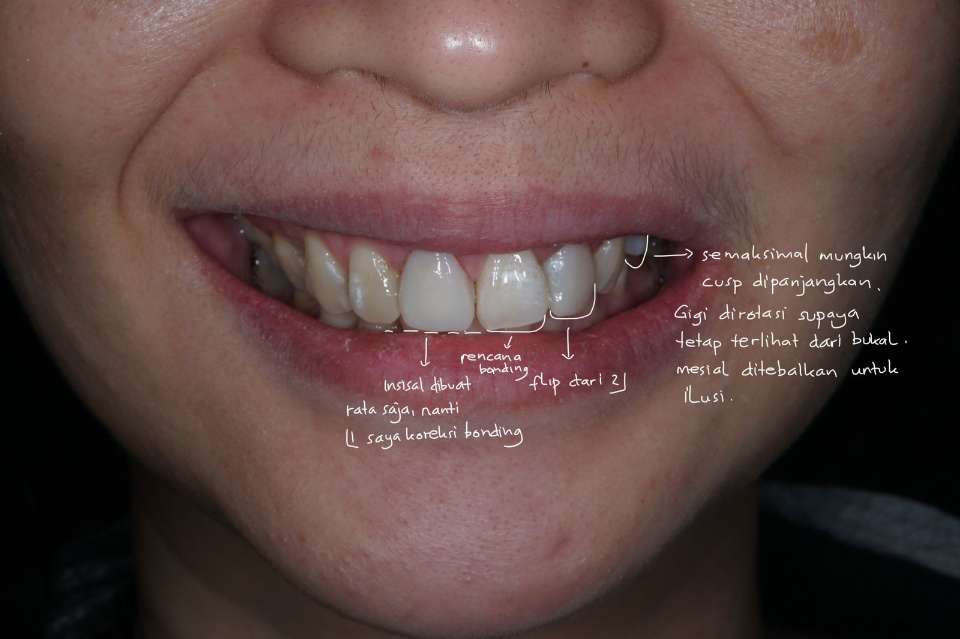 semaksimal mungkin
cusp dipanjangkan.
Gigi dirotasi supaya
tetap terlihat dari bukal.
mesial ditebalkan untuk
ilusi.
rencana
bonding
flip dari 2⌋
Insisal dibuat
rata saja, nanti
⌊1 saya koreksi bonding